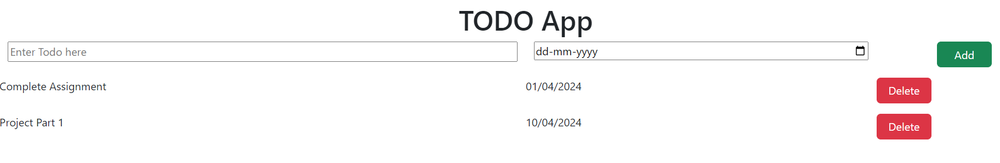 TODO App
Enter Todo here dd-mm-yyyy Add
Complete Assignment 01/04/2024 Delete
Project Part 1 10/04/2024 Delete